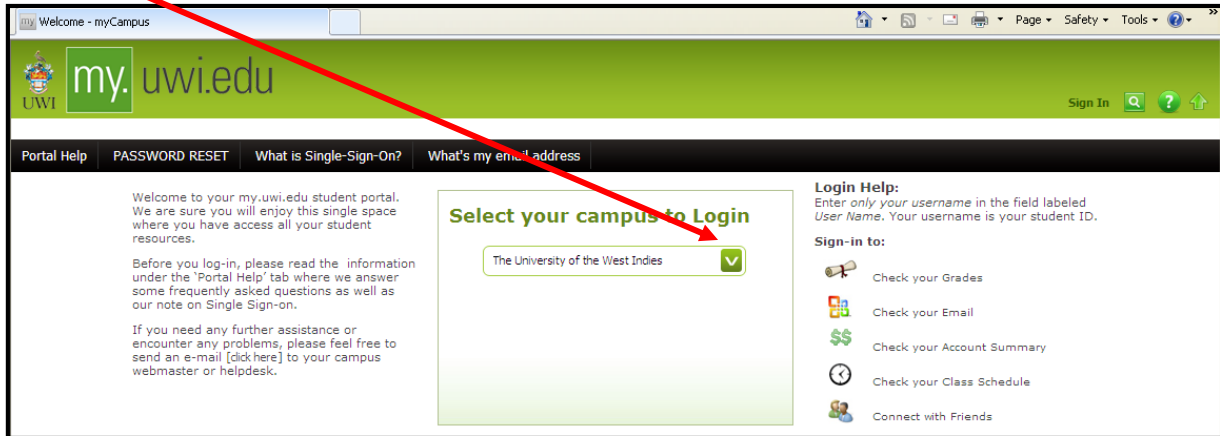 my Welcome - myCampus
Page Safety Tools
UWI
my. uwi.edu
Sign In
Portal Help PASSWORD RESET What is Single-Sign-On? What's my email address
Welcome to your my.uwi.edu student portal.
We are sure you will enjoy this single space
where you have access all your student
resources.
Before you log-in, please read the information
under the 'Portal Help' tab where we answer
some frequently asked questions as well as
our note on Single Sign-on.
If you need any further assistance or
encounter any problems, please feel free to
send an e-mail [click here] to your campus
webmaster or helpdesk.
Select your campus to Login
The University of the West Indies
Login Help:
Enter only your username in the field labeled
User Name. Your username is your student ID.
Sign-in to:
Check your Grades
Check your Email
$$ Check your Account Summary
Check your Class Schedule
Connect with Friends